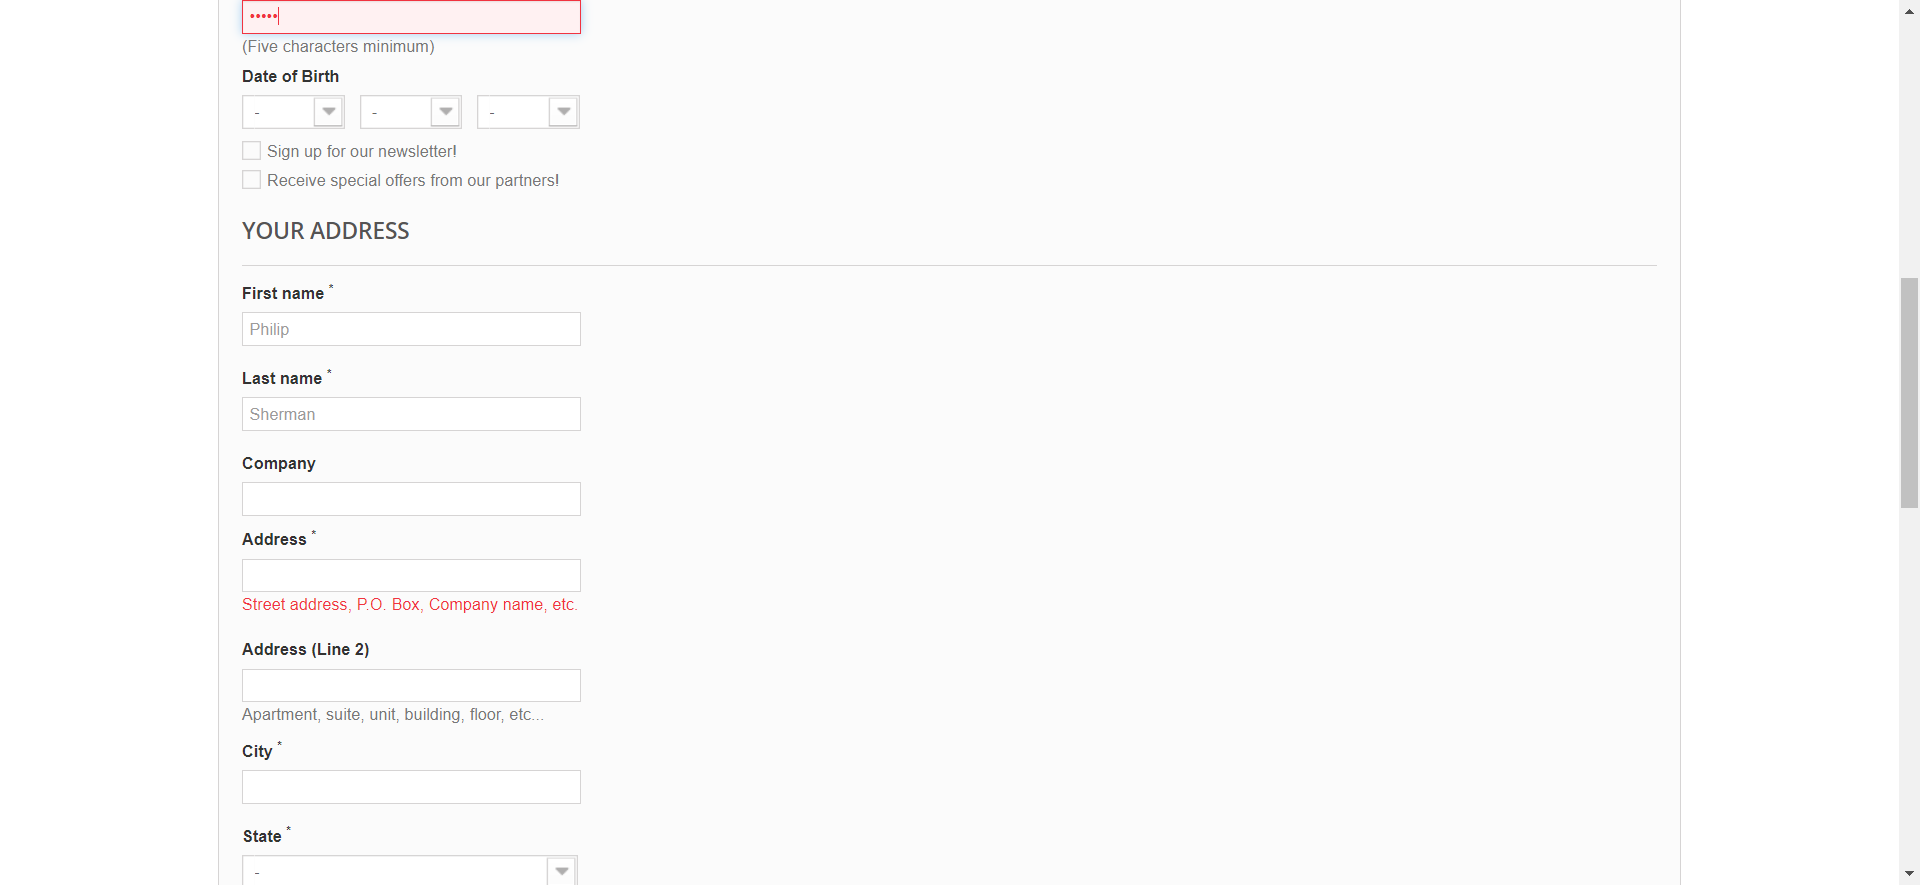 •••••
(Five characters minimum)
Date of Birth
- - -
Sign up for our newsletter!
Receive special offers from our partners!
YOUR ADDRESS
First name *
Philip
Last name *
Sherman
Company
Address *
Street address, P.O. Box, Company name, etc.
Address (Line 2)
Apartment, suite, unit, building, floor, etc...
City *
State *
-